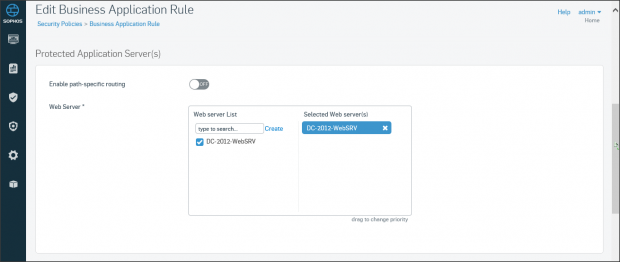 SOPHOS
Edit Business Application Rule
Help admin
Home
Security Policies » Business Application Rule
Protected Application Server(s)
Enable path-specific routing
OFF
Web Server *
Web server List
Selected Web server(s)
type to search...
Create
DC-2012-WebSRV
DC-2012-WebSRV
drag to change priority